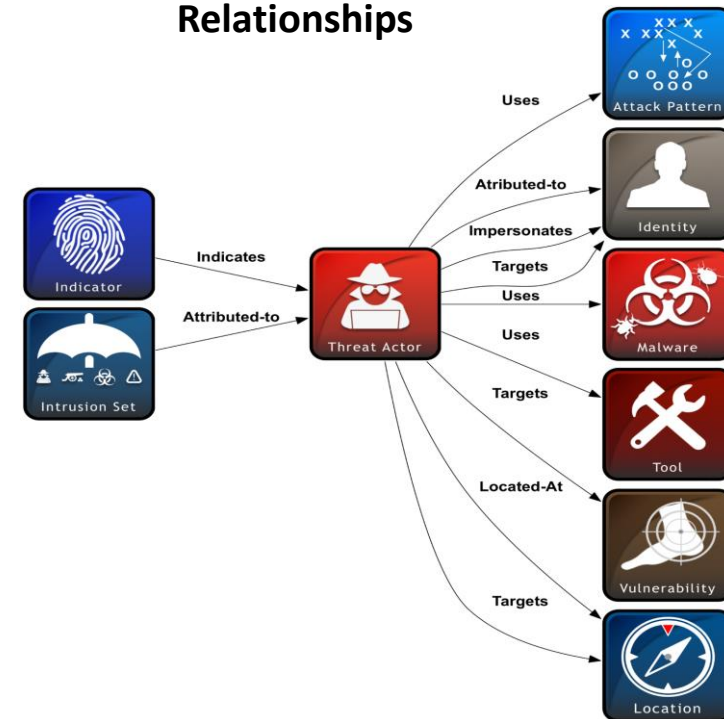 Relationships
x x x x
x x x x
x
o
o o o o o
o o o
Uses
Attack Pattern
Atributed-to
Impersonates
Identity
Targets
Indicates
Indicator
Uses
Attributed-to
Threat Actor
Malware
Uses
Intrusion Set
Targets
Tool
Located-At
Vulnerability
Targets
Location